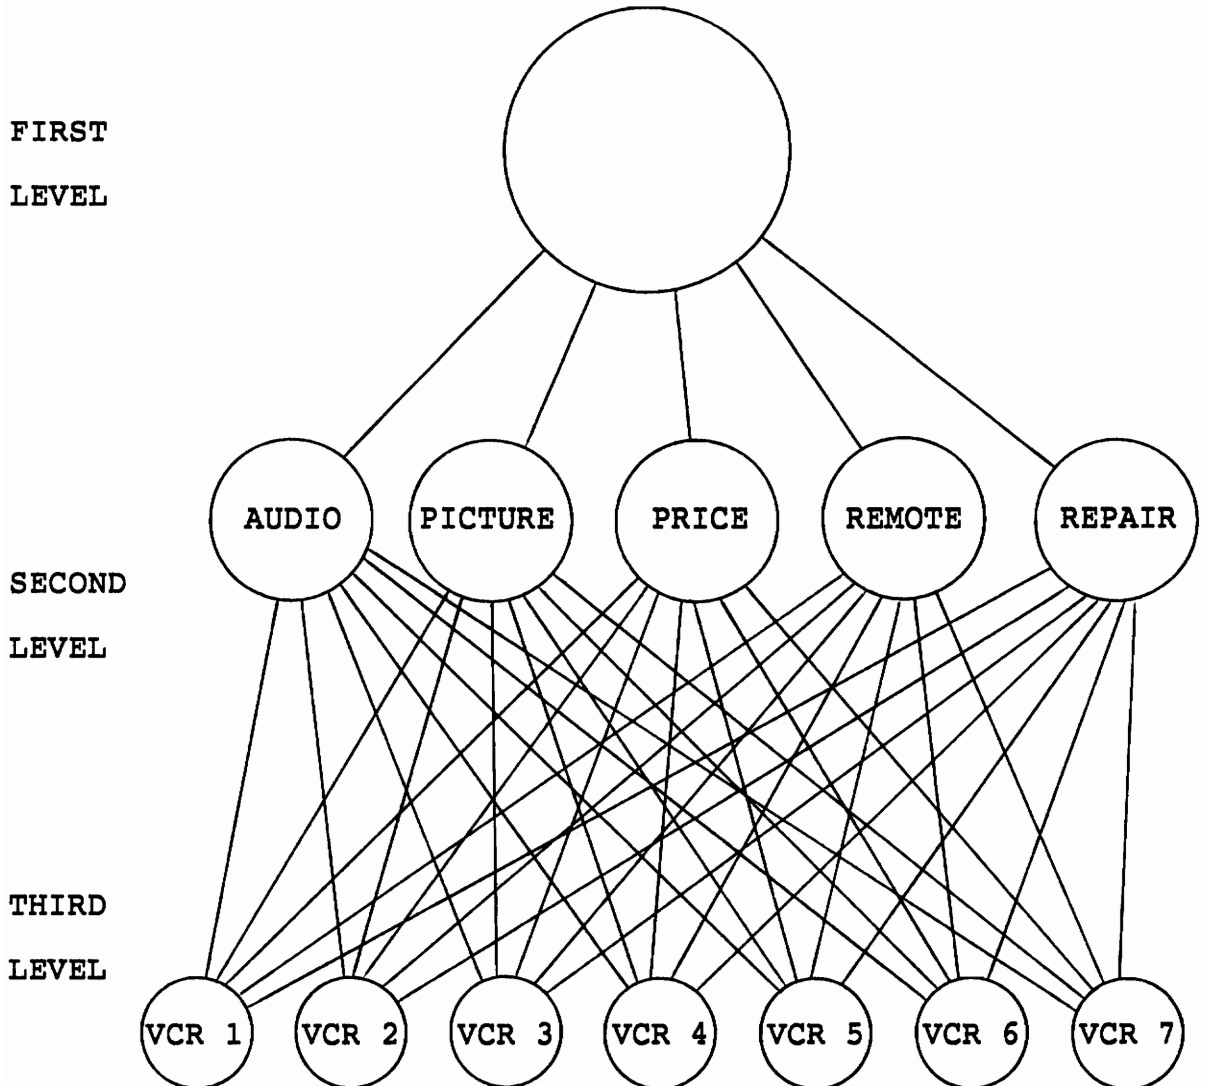 FIRST
LEVEL
AUDIO PICTURE PRICE REMOTE REPAIR
SECOND
LEVEL
THIRD
LEVEL
VCR 1 VCR 2 VCR 3 VCR 4 VCR 5 VCR 6 VCR 7